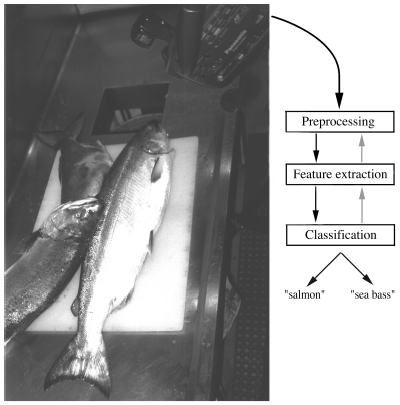 Preprocessing
Feature extraction
Classification
"salmon"
"sea bass"